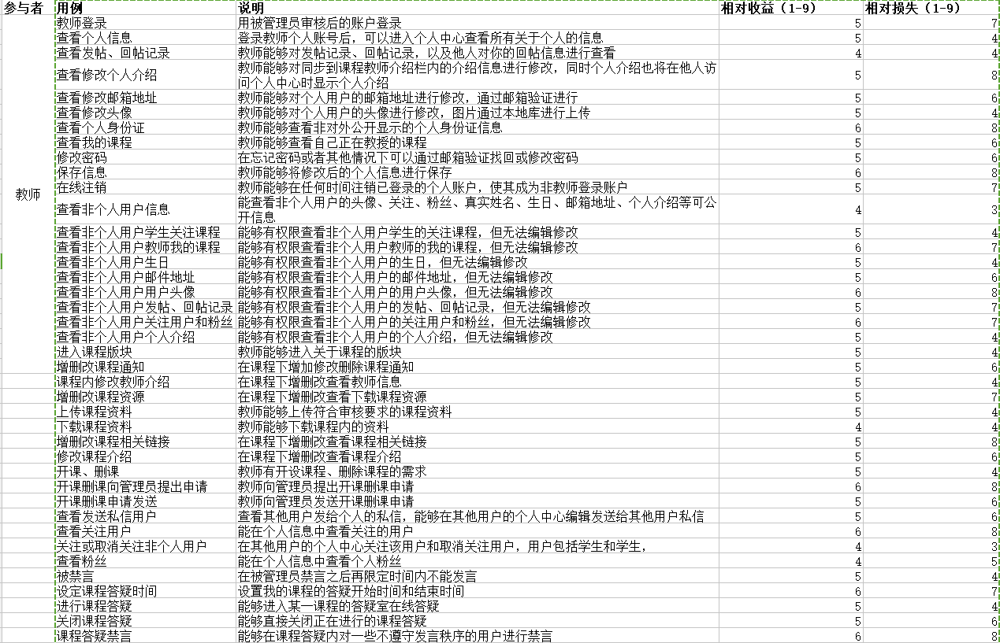 参与者 用例 说明 相对收益（1-9） 相对损失（1-9）
教师登录 用被管理员审核后的账户登录 5 7
查看个人信息 登录教师个人账号后，可以进入个人中心查看所有关于个人的信息 5 4
查看发帖、回帖记录 教师能够对发帖记录、回帖记录，以及他人对你的回帖信息进行查看 4 4
查看修改个人介绍 教师能够对同步到课程教师介绍栏内的介绍信息进行修改，同时个人介绍也将在他人访
问个人中心时显示个人介绍 5 8
查看修改邮箱地址 教师能够对个人用户的邮箱地址进行修改，通过邮箱验证进行 5 6
查看修改头像 教师能够对个人用户的头像进行修改，图片通过本地库进行上传 5 4
查看个人身份证 教师能够查看非对外公开显示的个人身份证信息 6 8
查看我的课程 教师能够查看自己正在教授的课程 5 6
修改密码 在忘记密码或者其他情况下可以通过邮箱验证找回或修改密码 5 6
保存信息 教师能够将修改后的个人信息进行保存 6 8
教师 在线注销 教师能够在任何时间注销已登录的个人账户，使其成为非教师登录账户 5 7
查看非个人用户信息 能查看非个人用户的头像、关注、粉丝、真实姓名、生日、邮箱地址、个人介绍等可公
开信息 4 3
查看非个人用户学生关注课程 能够有权限查看非个人用户学生的关注课程，但无法编辑修改 5 4
查看非个人用户教师我的课程 能够有权限查看非个人用户教师的我的课程，但无法编辑修改 6 7
查看非个人用户生日 能够有权限查看非个人用户的生日，但无法编辑修改 5 4
查看非个人用户邮件地址 能够有权限查看非个人用户的邮件地址，但无法编辑修改 5 6
查看非个人用户用户头像 能够有权限查看非个人用户的用户头像，但无法编辑修改 6 8
查看非个人用户发帖、回帖记录 能够有权限查看非个人用户的发帖、回帖记录，但无法编辑修改 5 7
查看非个人用户关注用户和粉丝 能够有权限查看非个人用户的关注用户和粉丝，但无法编辑修改 6 7
查看非个人用户个人介绍 能够有权限查看非个人用户的个人介绍，但无法编辑修改 5 4
进入课程版块 教师能够进入关于课程的版块 5 4
增删改课程通知 在课程下增加修改删除课程通知 5 6
课程内修改教师介绍 在课程下增删改查看教师信息 5 4
增删改课程资源 在课程下增删改查看下载课程资源 5 7
上传课程资料 教师能够上传符合审核要求的课程资料 5 4
下载课程资料 教师能够下载课程内的资料 4 4
增删改课程相关链接 在课程下增删改查看课程相关链接 5 8
修改课程介绍 在课程下增删改查看课程介绍 5 6
开课、删课 教师有开设课程、删除课程的需求 5 4
开课删课向管理员提出申请 教师向管理员提出开课删课申请 6 8
开课删课申请发送 教师向管理员发送开课删课申请 5 6
查看发送私信用户 查看其他用户发给个人的私信，能够在其他用户的个人中心编辑发送给其他用户私信 5 6
查看关注用户 能在个人信息中查看关注的用户 6 8
关注或取消关注非个人用户 在其他用户的个人中心关注该用户和取消关注用户，用户包括学生和学生， 4 3
查看粉丝 能在个人信息中查看个人粉丝 4 5
被禁言 在被管理员禁言之后再限定时间内不能发言 5 4
设定课程答疑时间 设置我的课程的答疑开始时间和结束时间 6 7
进行课程答疑 能够进入某一课程的答疑室在线答疑 5 4
关闭课程答疑 能够直接关闭正在进行的课程答疑 5 6
课程答疑禁言 能够在课程答疑内对一些不遵守发言秩序的用户进行禁言 6 8